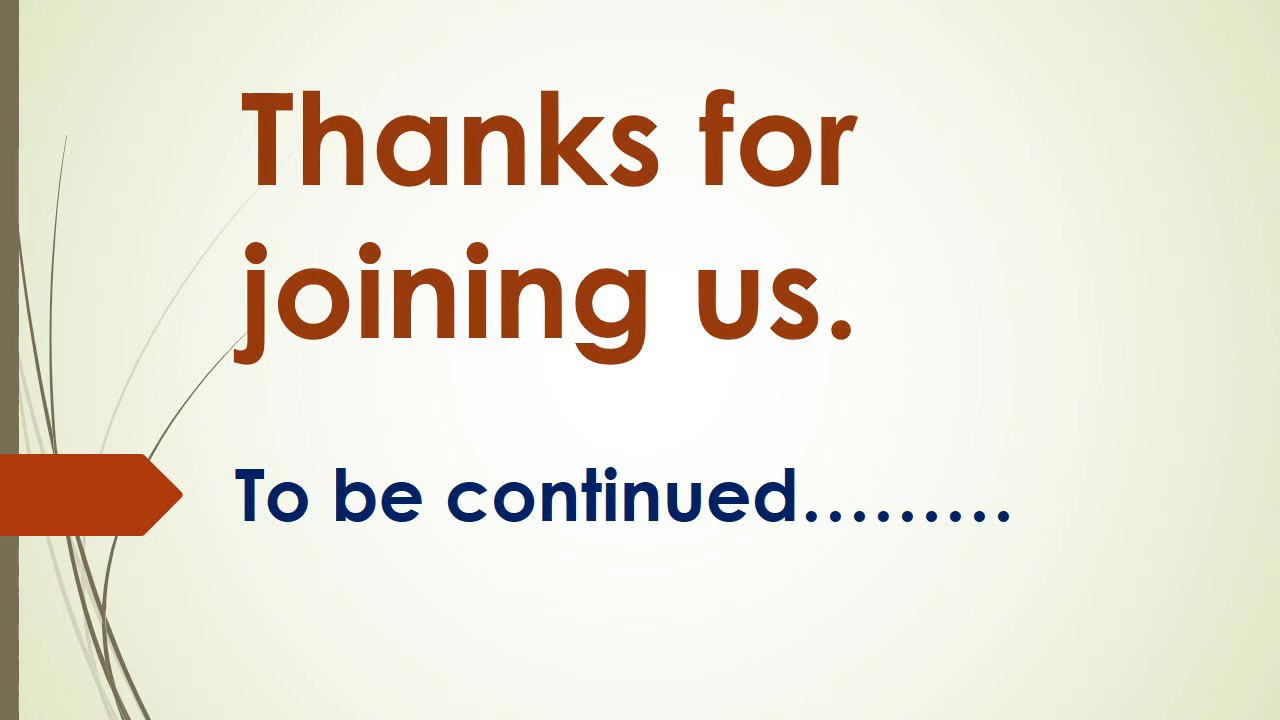 Thanks for
joining us.
To be continued………